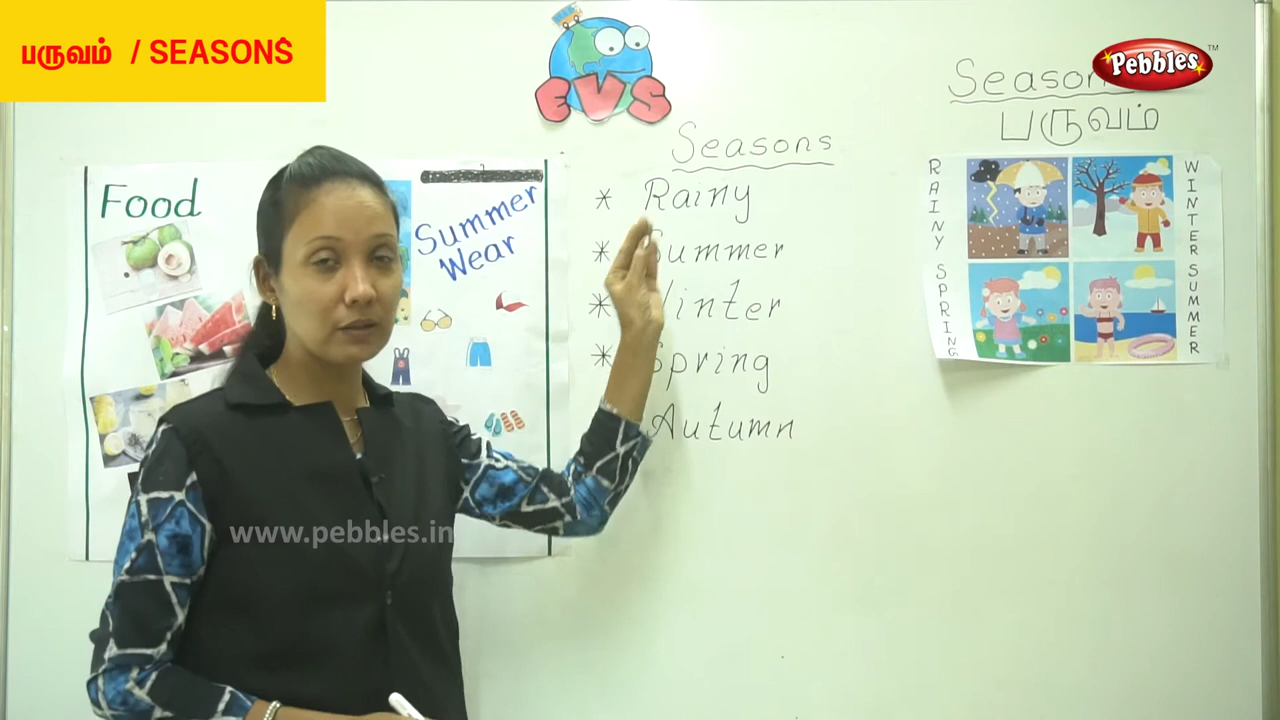 பருவம் / SEASONS
EVS
Pebbles
TM
Seasons
பருவம்
Food
Summer
Wear
Seasons
* Rainy
* Summer
* Winter
* Spring
Autumn
RAINY SPRING
WINTER SUMMER
www.pebbles.in